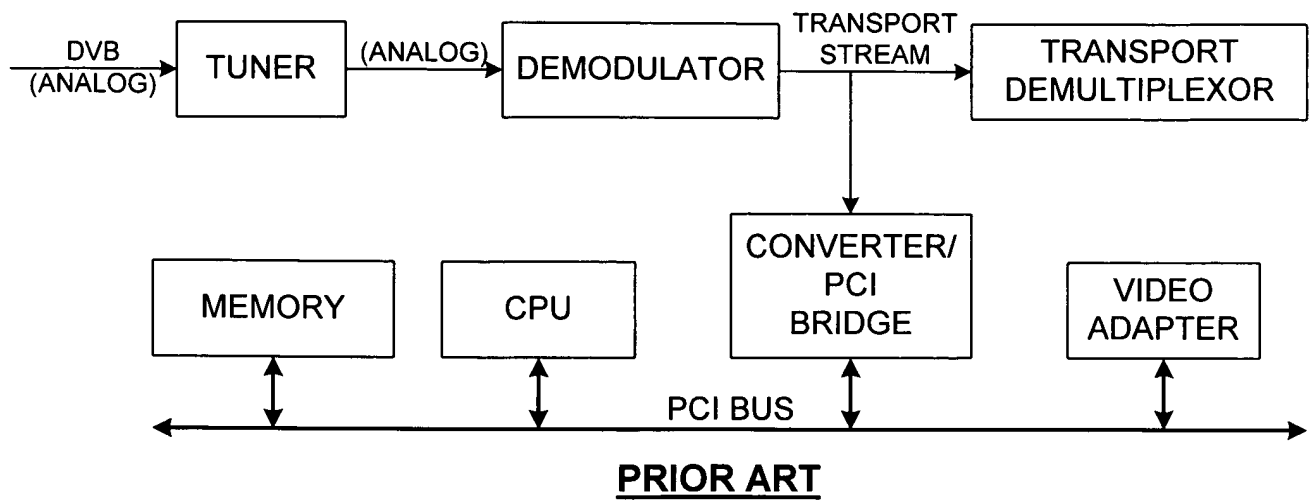 DVB
(ANALOG)
TUNER
(ANALOG)
DEMODULATOR
TRANSPORT
STREAM
TRANSPORT
DEMULTIPLEXOR
MEMORY
CPU
CONVERTER/
PCI
BRIDGE
VIDEO
ADAPTER
PCI BUS
PRIOR ART